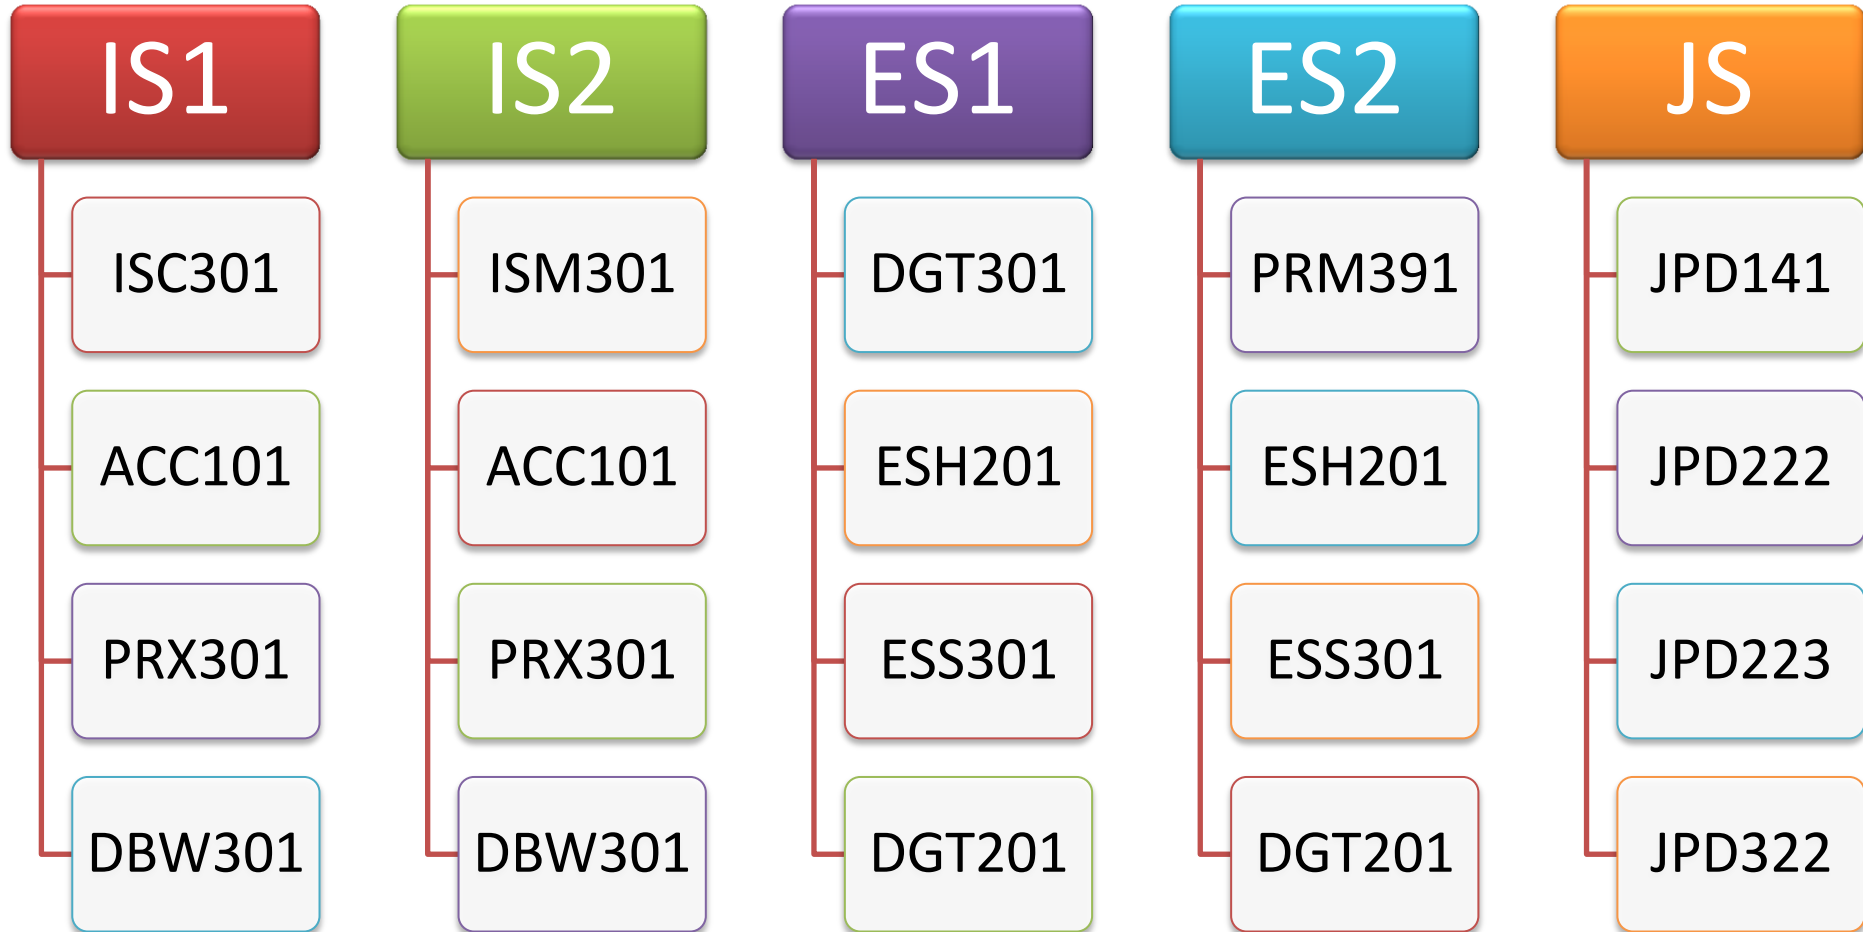 IS1
ISC301
ACC101
PRX301
DBW301
IS2
ISM301
ACC101
PRX301
DBW301
ES1
DGT301
ESH201
ESS301
DGT201
ES2
PRM391
ESH201
ESS301
DGT201
JS
JPD141
JPD222
JPD223
JPD322